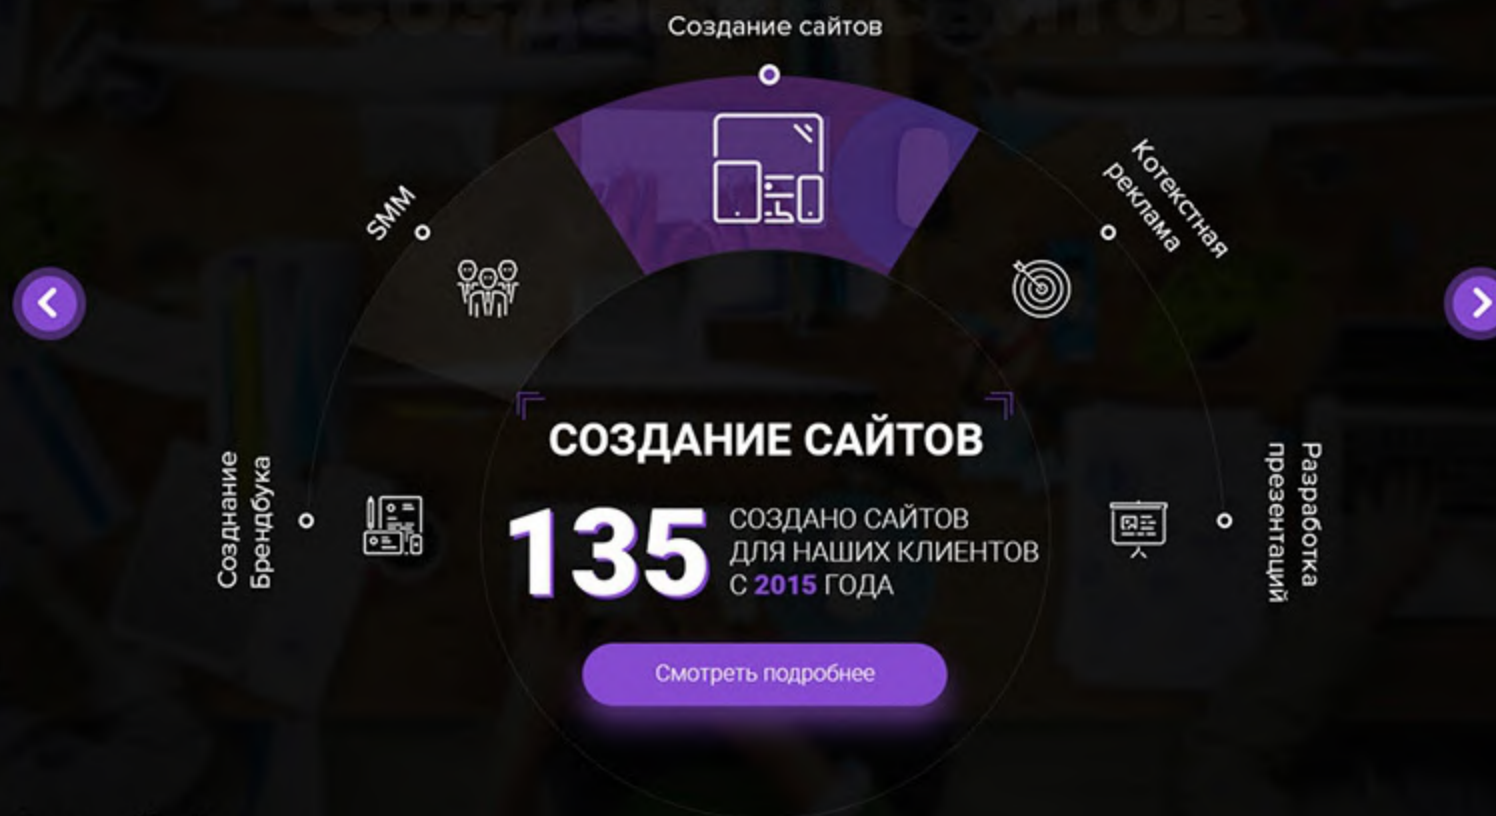 Создание сайтов
SMM
Котекстная
реклама
Созднание
Брендбука
Разработка
презентаций
СОЗДАНИЕ САЙТОВ
135
СОЗДАНО САЙТОВ
ДЛЯ НАШИХ КЛИЕНТОВ
С 2015 ГОДА
Смотреть подробнее